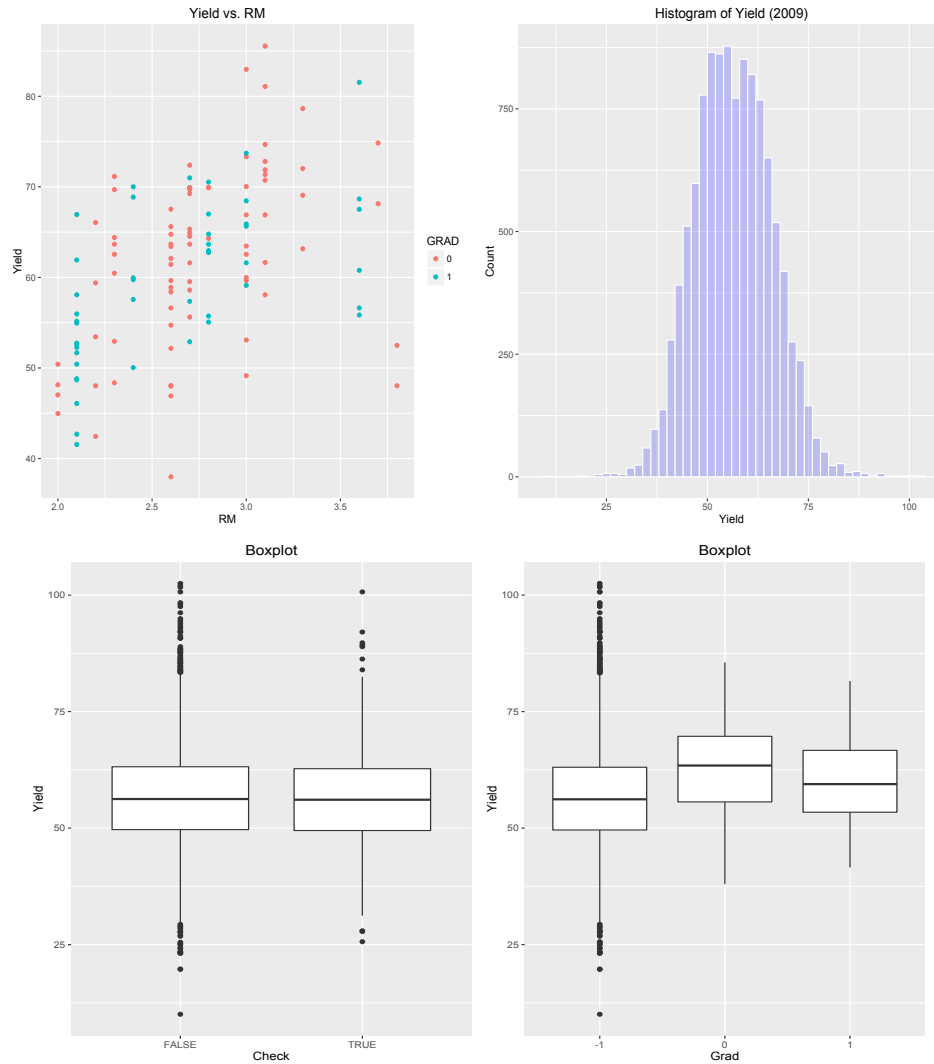 Yield vs. RM
80
70
60
50
40
Yield
2.0
2.5
3.0
3.5
RM
GRAD
0
1
Histogram of Yield (2009)
750
500
250
0
Count
25
50
75
100
Yield
Boxplot
100
75
50
25
Yield
FALSE
TRUE
Check
Boxplot
100
75
50
25
Yield
-1
0
1
Grad